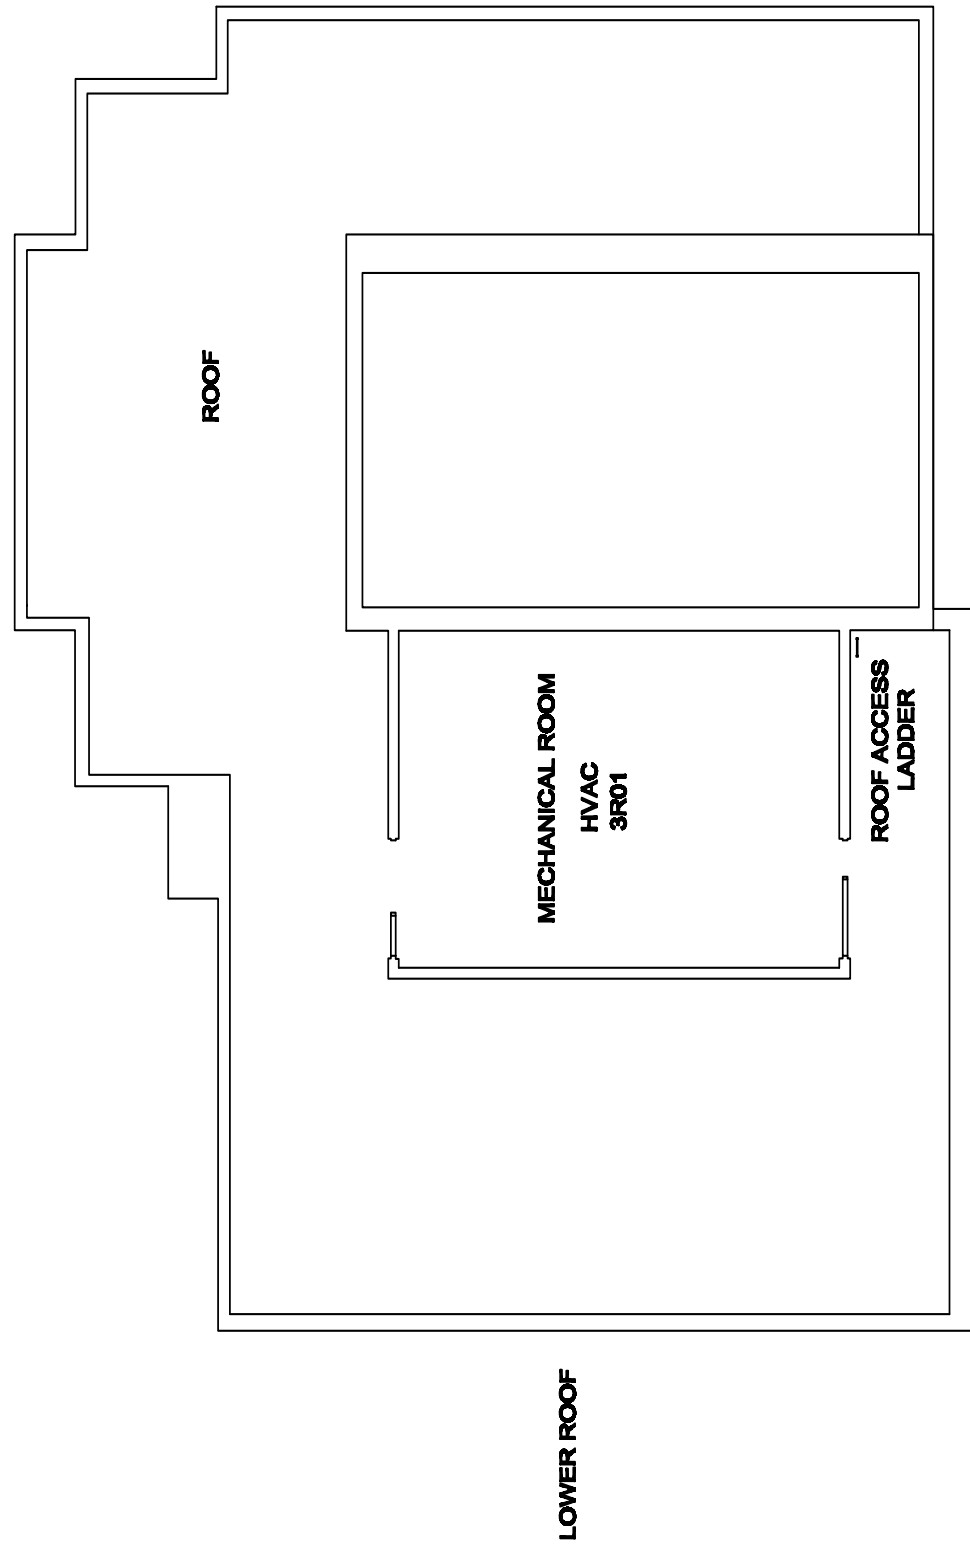 ROOF
MECHANICAL ROOM
HVAC
3R01
ROOF ACCESS
LADDER
LOWER ROOF